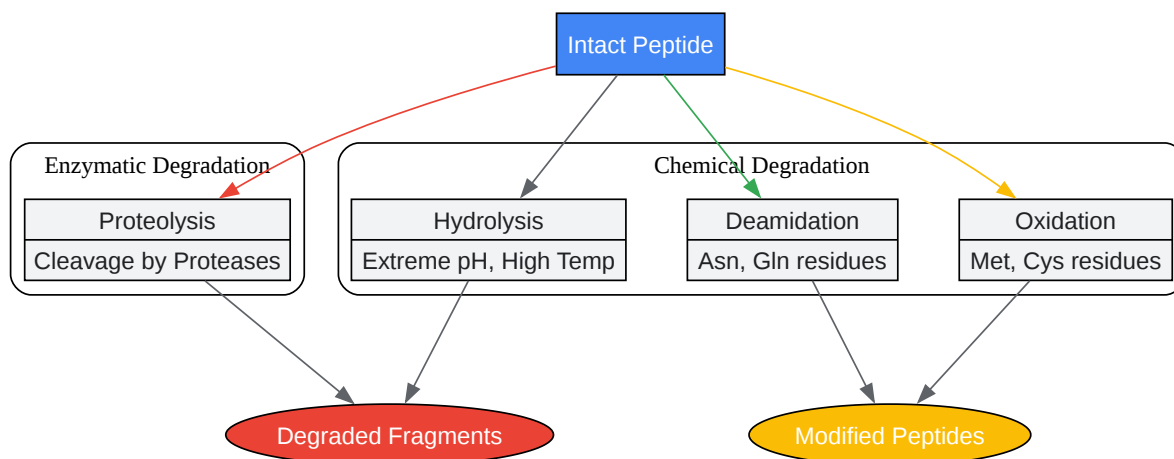 Intact Peptide
Enzymatic Degradation
Chemical Degradation
Proteolysis
Cleavage by Proteases
Hydrolysis
Extreme pH, High Temp
Deamidation
Asn, Gln residues
Oxidation
Met, Cys residues
Degraded Fragments
Modified Peptides